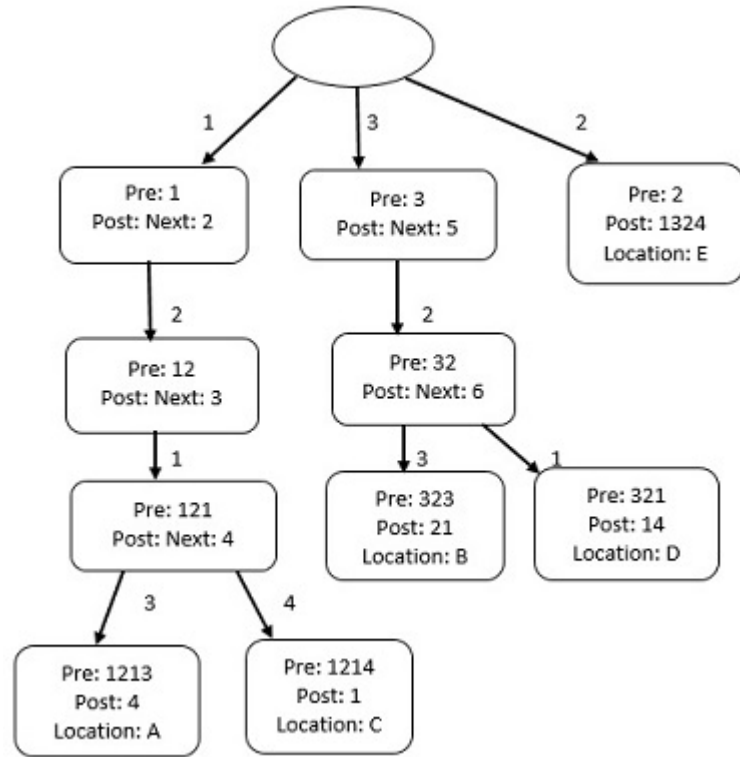 1
3
2
Pre: 1
Post: Next: 2
Pre: 3
Post: Next: 5
Pre: 2
Post: 1324
Location: E
2
2
Pre: 12
Post: Next: 3
Pre: 32
Post: Next: 6
1
3
1
Pre: 121
Post: Next: 4
Pre: 323
Post: 21
Location: B
Pre: 321
Post: 14
Location: D
3
4
Pre: 1213
Post: 4
Location: A
Pre: 1214
Post: 1
Location: C